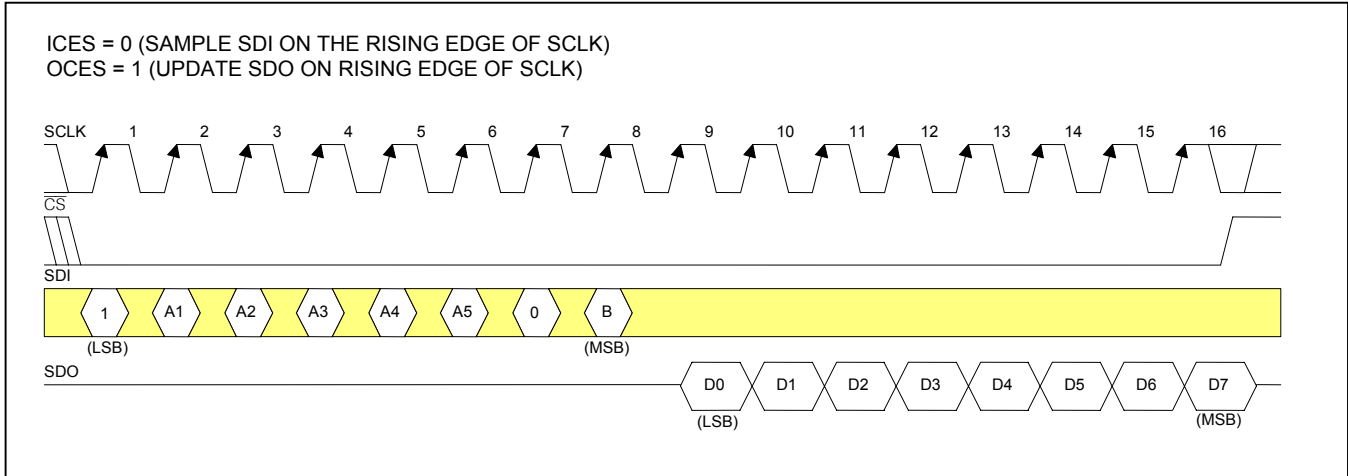 ICES = 0 (SAMPLE SDI ON THE RISING EDGE OF SCLK)
OCES = 1 (UPDATE SDO ON RISING EDGE OF SCLK)
SCLK 1 2 3 4 5 6 7 8 9 10 11 12 13 14 15 16
CS
SDI
1 A1 A2 A3 A4 A5 0 B
(LSB) (MSB)
SDO
D0 D1 D2 D3 D4 D5 D6 D7
(LSB) (MSB)